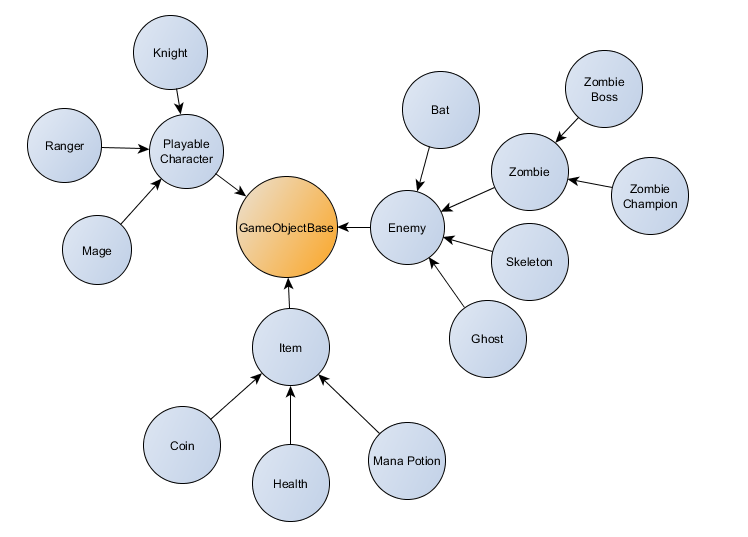 Knight
Ranger
Playable
Character
Mage
GameObjectBase
Bat
Zombie
Boss
Zombie
Zombie
Champion
Enemy
Skeleton
Ghost
Item
Coin
Health
Mana Potion